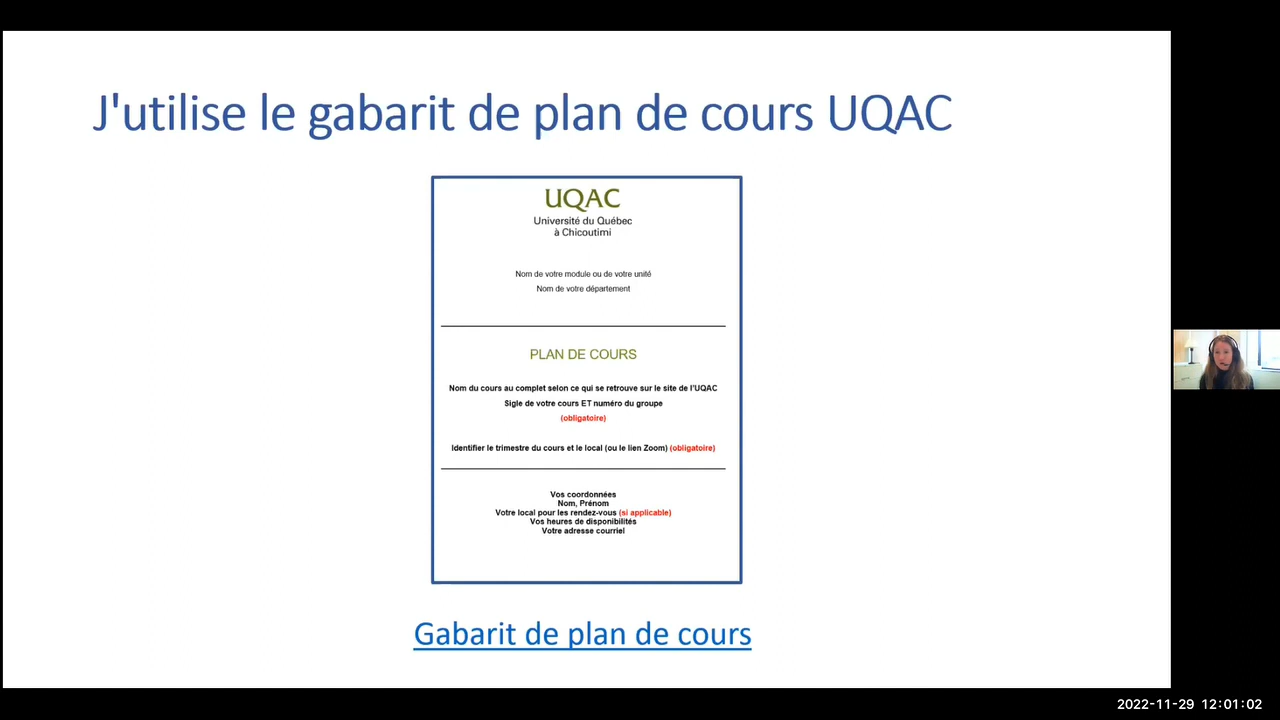 J'utilise le gabarit de plan de cours UQAC
UQAC
Université du Québec
à Chicoutimi
Nom de votre module ou de votre unité
Nom de votre département
PLAN DE COURS
Nom du cours au complet selon ce qui se retrouve sur le site de l'UQAC
Sigle de votre cours ET numéro du groupe
(obligatoire)
Identifier le trimestre du cours et le local (ou le lien Zoom) (obligatoire)
Vos coordonnées
Nom, Prénom
Votre local pour les rendez-vous (si applicable)
Vos heures de disponibilités
Votre adresse courriel
Gabarit de plan de cours
2022-11-29 12:01:02